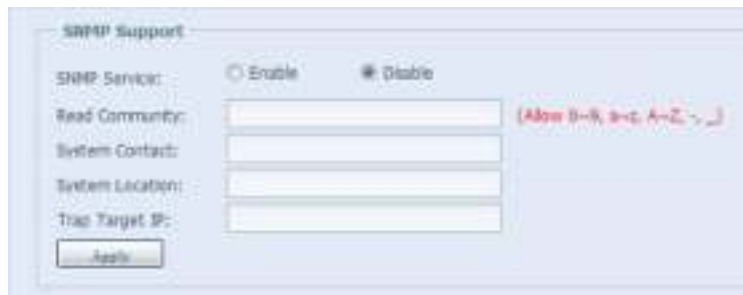 SNMP Support
SNMP Service: Enable Disable
Read Community: (Allow 0~9, a~z, A~Z, -, _)
System Contact:
System Location:
Trap Target IP:
Apply